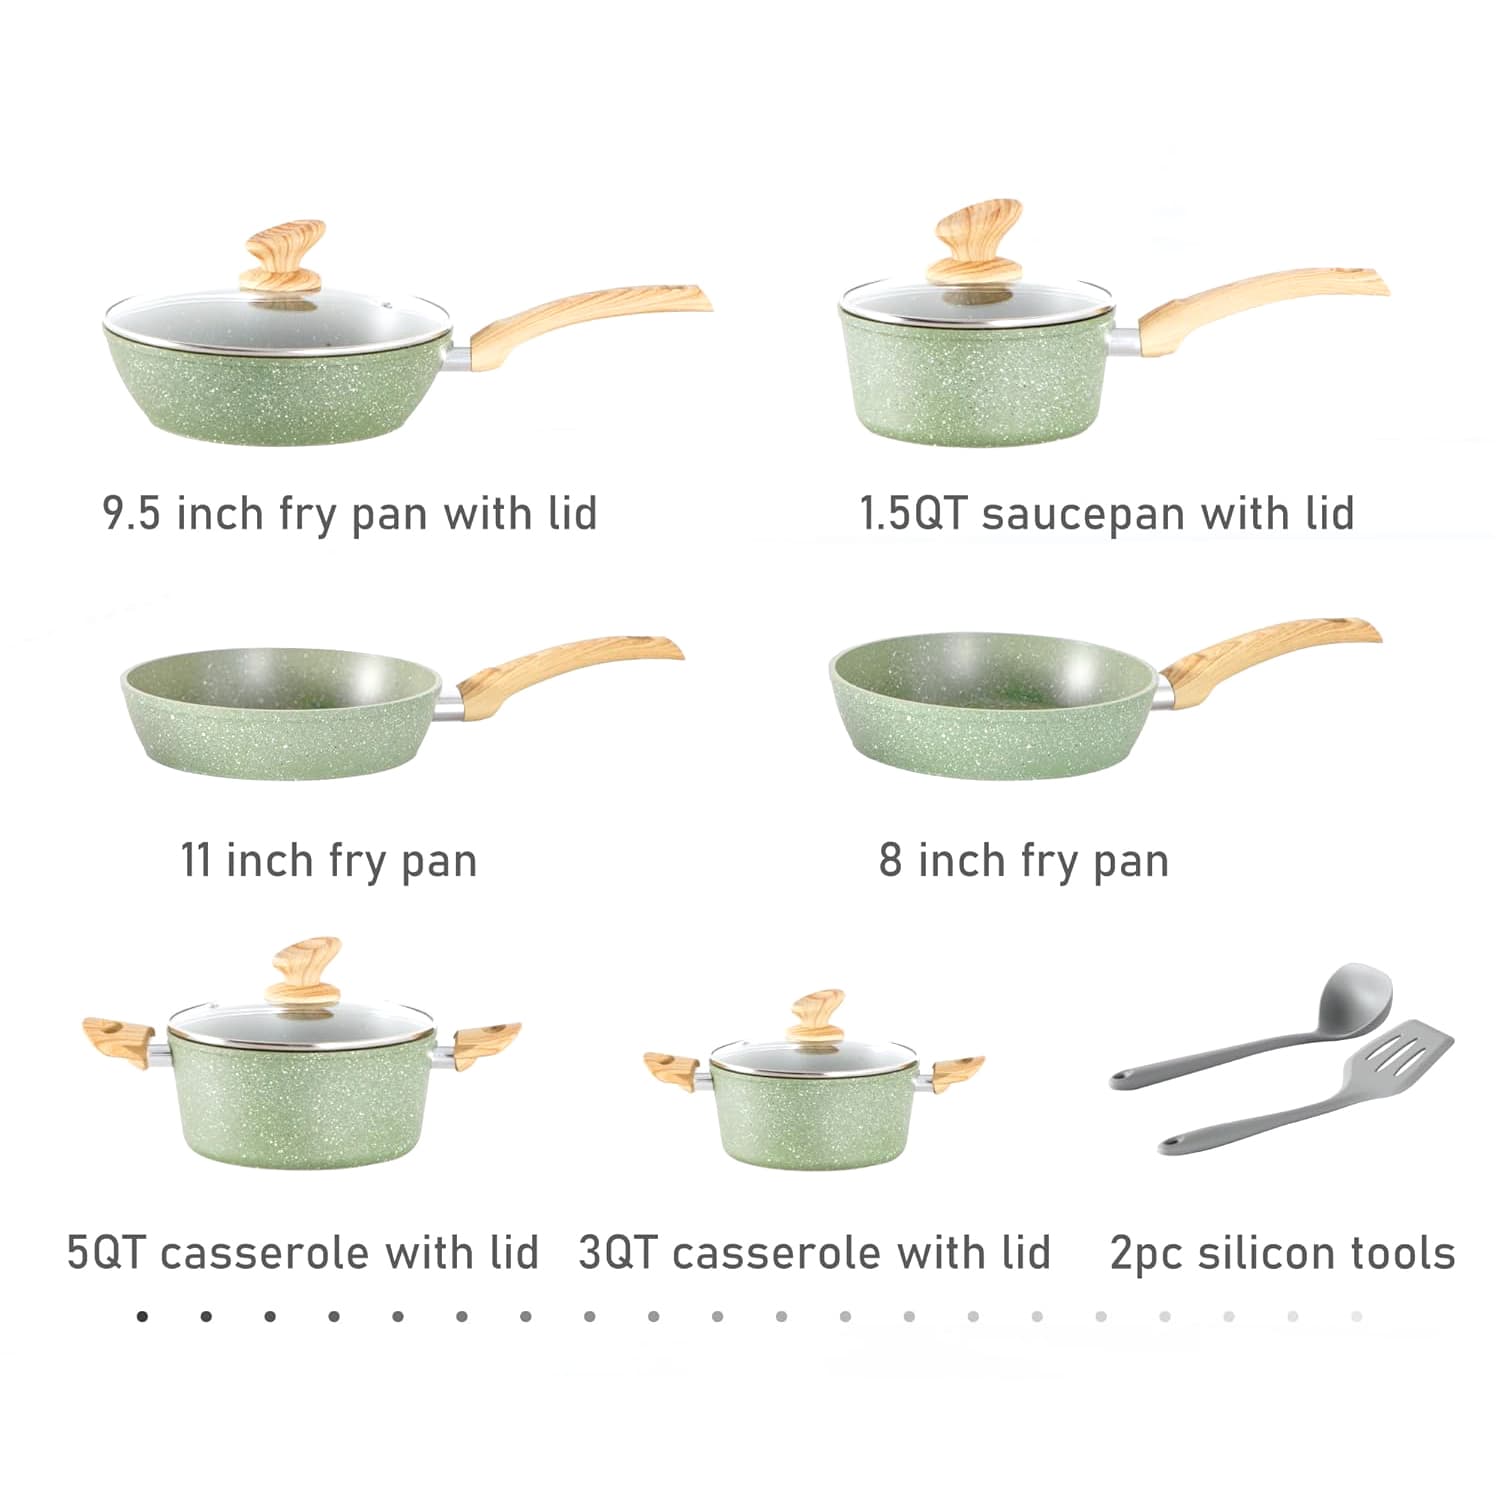 9.5 inch fry pan with lid
1.5QT saucepan with lid
11 inch fry pan
8 inch fry pan
5QT casserole with lid
3QT casserole with lid
2pc silicon tools